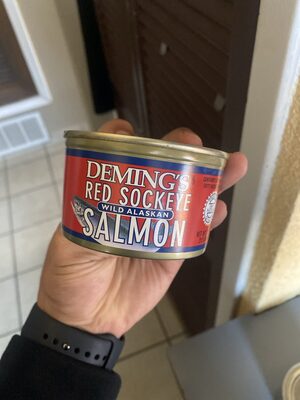 DEMING'S
RED SOCKEYE
WILD ALASKAN
SALMON